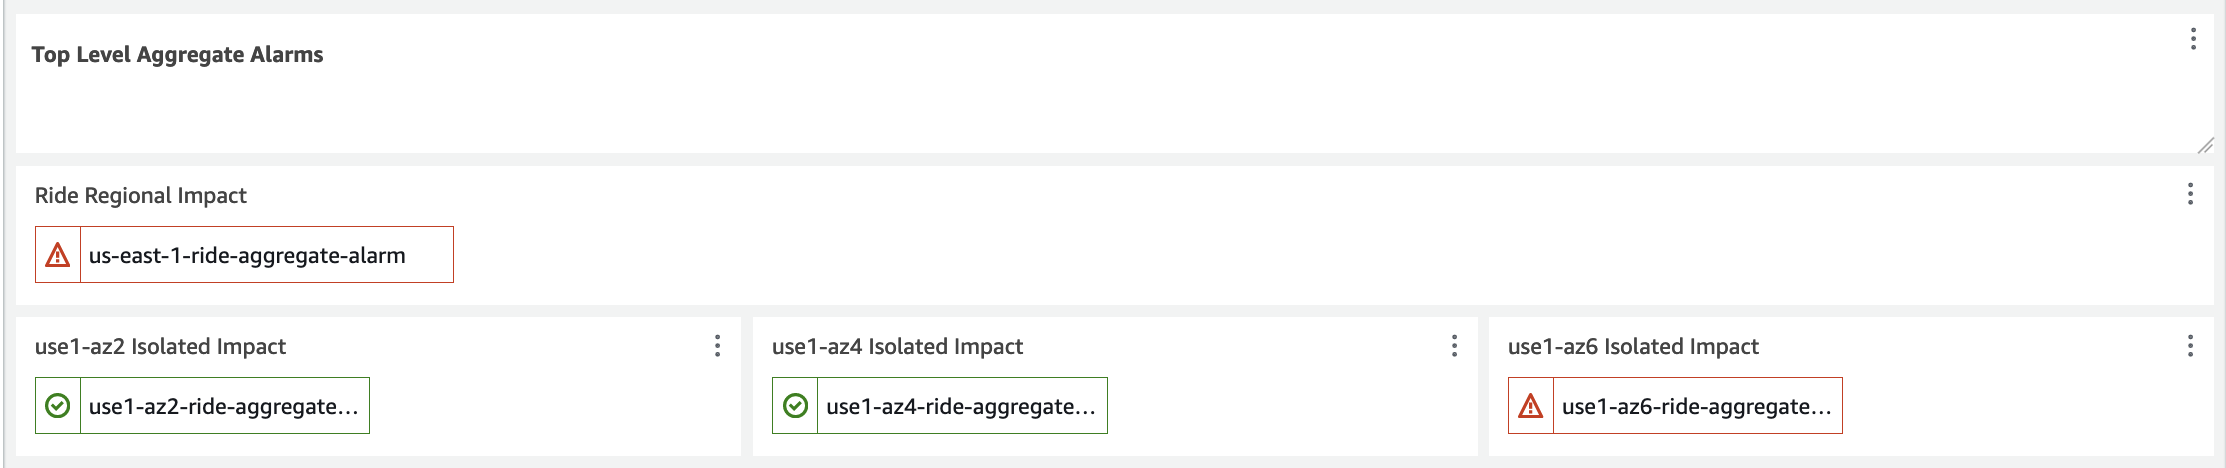 Top Level Aggregate Alarms
Ride Regional Impact
us-east-1-ride-aggregate-alarm
use1-az2 Isolated Impact
use1-az4 Isolated Impact
use1-az6 Isolated Impact
use1-az2-ride-aggregate...
use1-az4-ride-aggregate...
use1-az6-ride-aggregate...